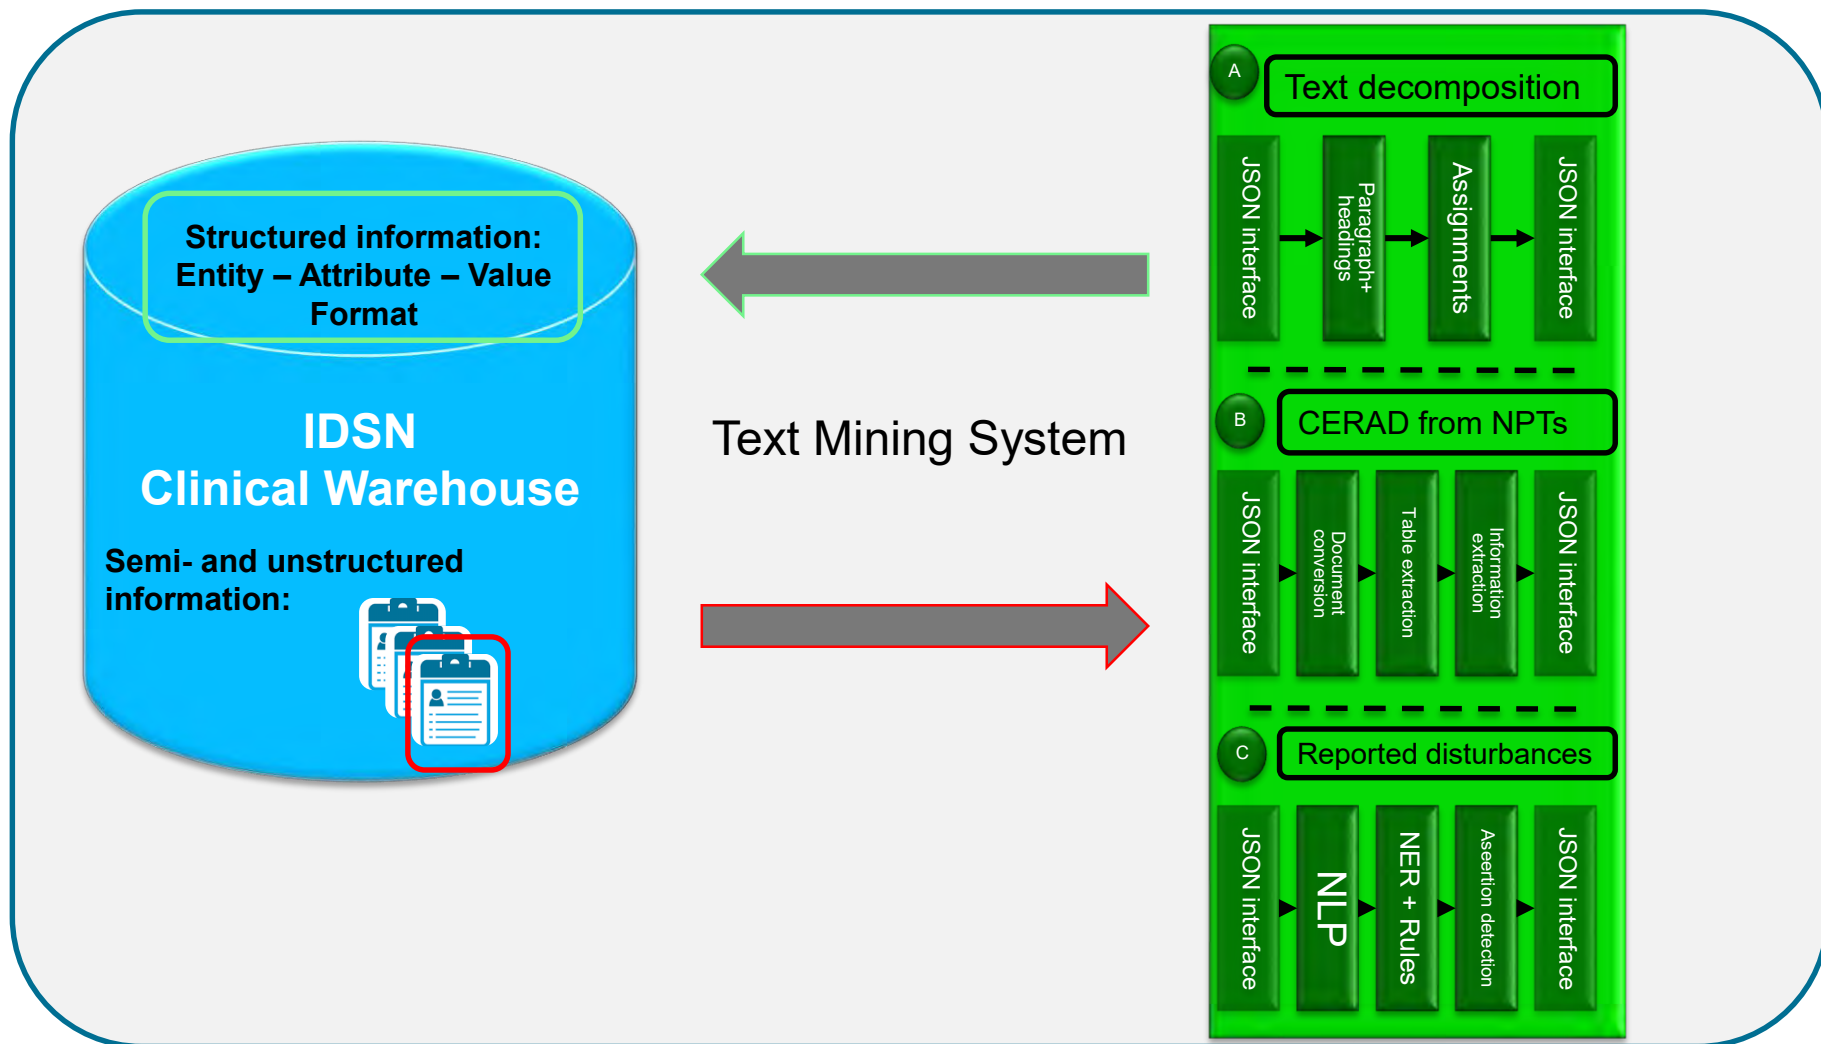 Structured information:
Entity – Attribute – Value
Format
IDSN
Clinical Warehouse
Semi- and unstructured
information:
Text Mining System
A
Text decomposition
JSON interface
Paragraph+
headings
Assignments
JSON interface
B
CERAD from NPTs
JSON interface
Document
conversion
Table extraction
Information
extraction
JSON interface
C
Reported disturbances
JSON interface
NLP
NER + Rules
Aseertion detection
JSON interface